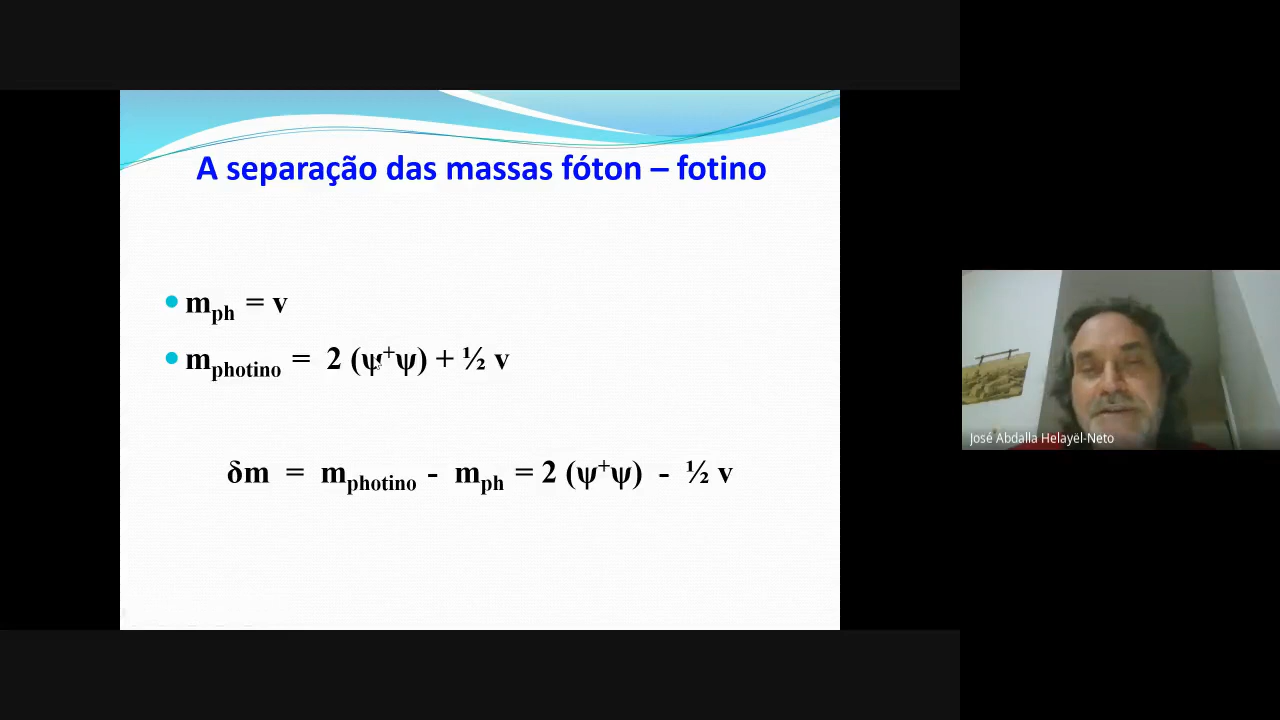 A separação das massas fóton – fotino
• m_ph = v
• m_photino = 2 (ψ⁺ψ) + ½ v
δm = m_photino - m_ph = 2 (ψ⁺ψ) - ½ v
José Abdalla Helayël-Neto